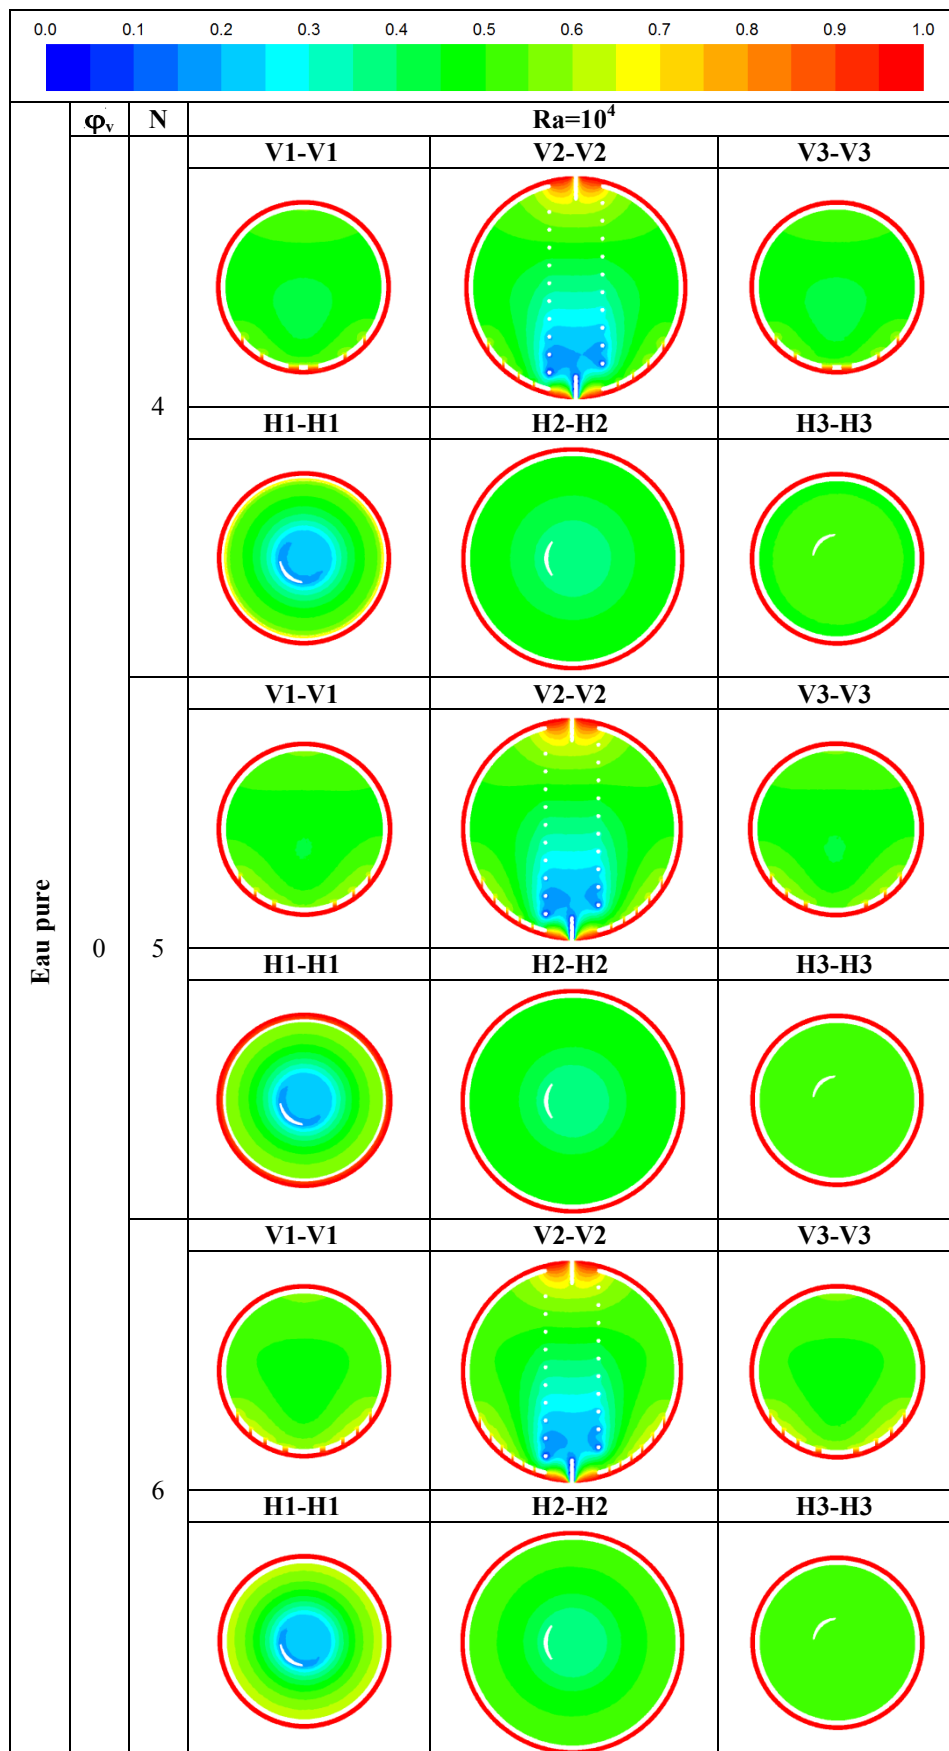 0.0 0.1 0.2 0.3 0.4 0.5 0.6 0.7 0.8 0.9 1.0
φv N Ra=10⁴
Eau pure
0
4
V1-V1 V2-V2 V3-V3
H1-H1 H2-H2 H3-H3
5
V1-V1 V2-V2 V3-V3
H1-H1 H2-H2 H3-H3
6
V1-V1 V2-V2 V3-V3
H1-H1 H2-H2 H3-H3